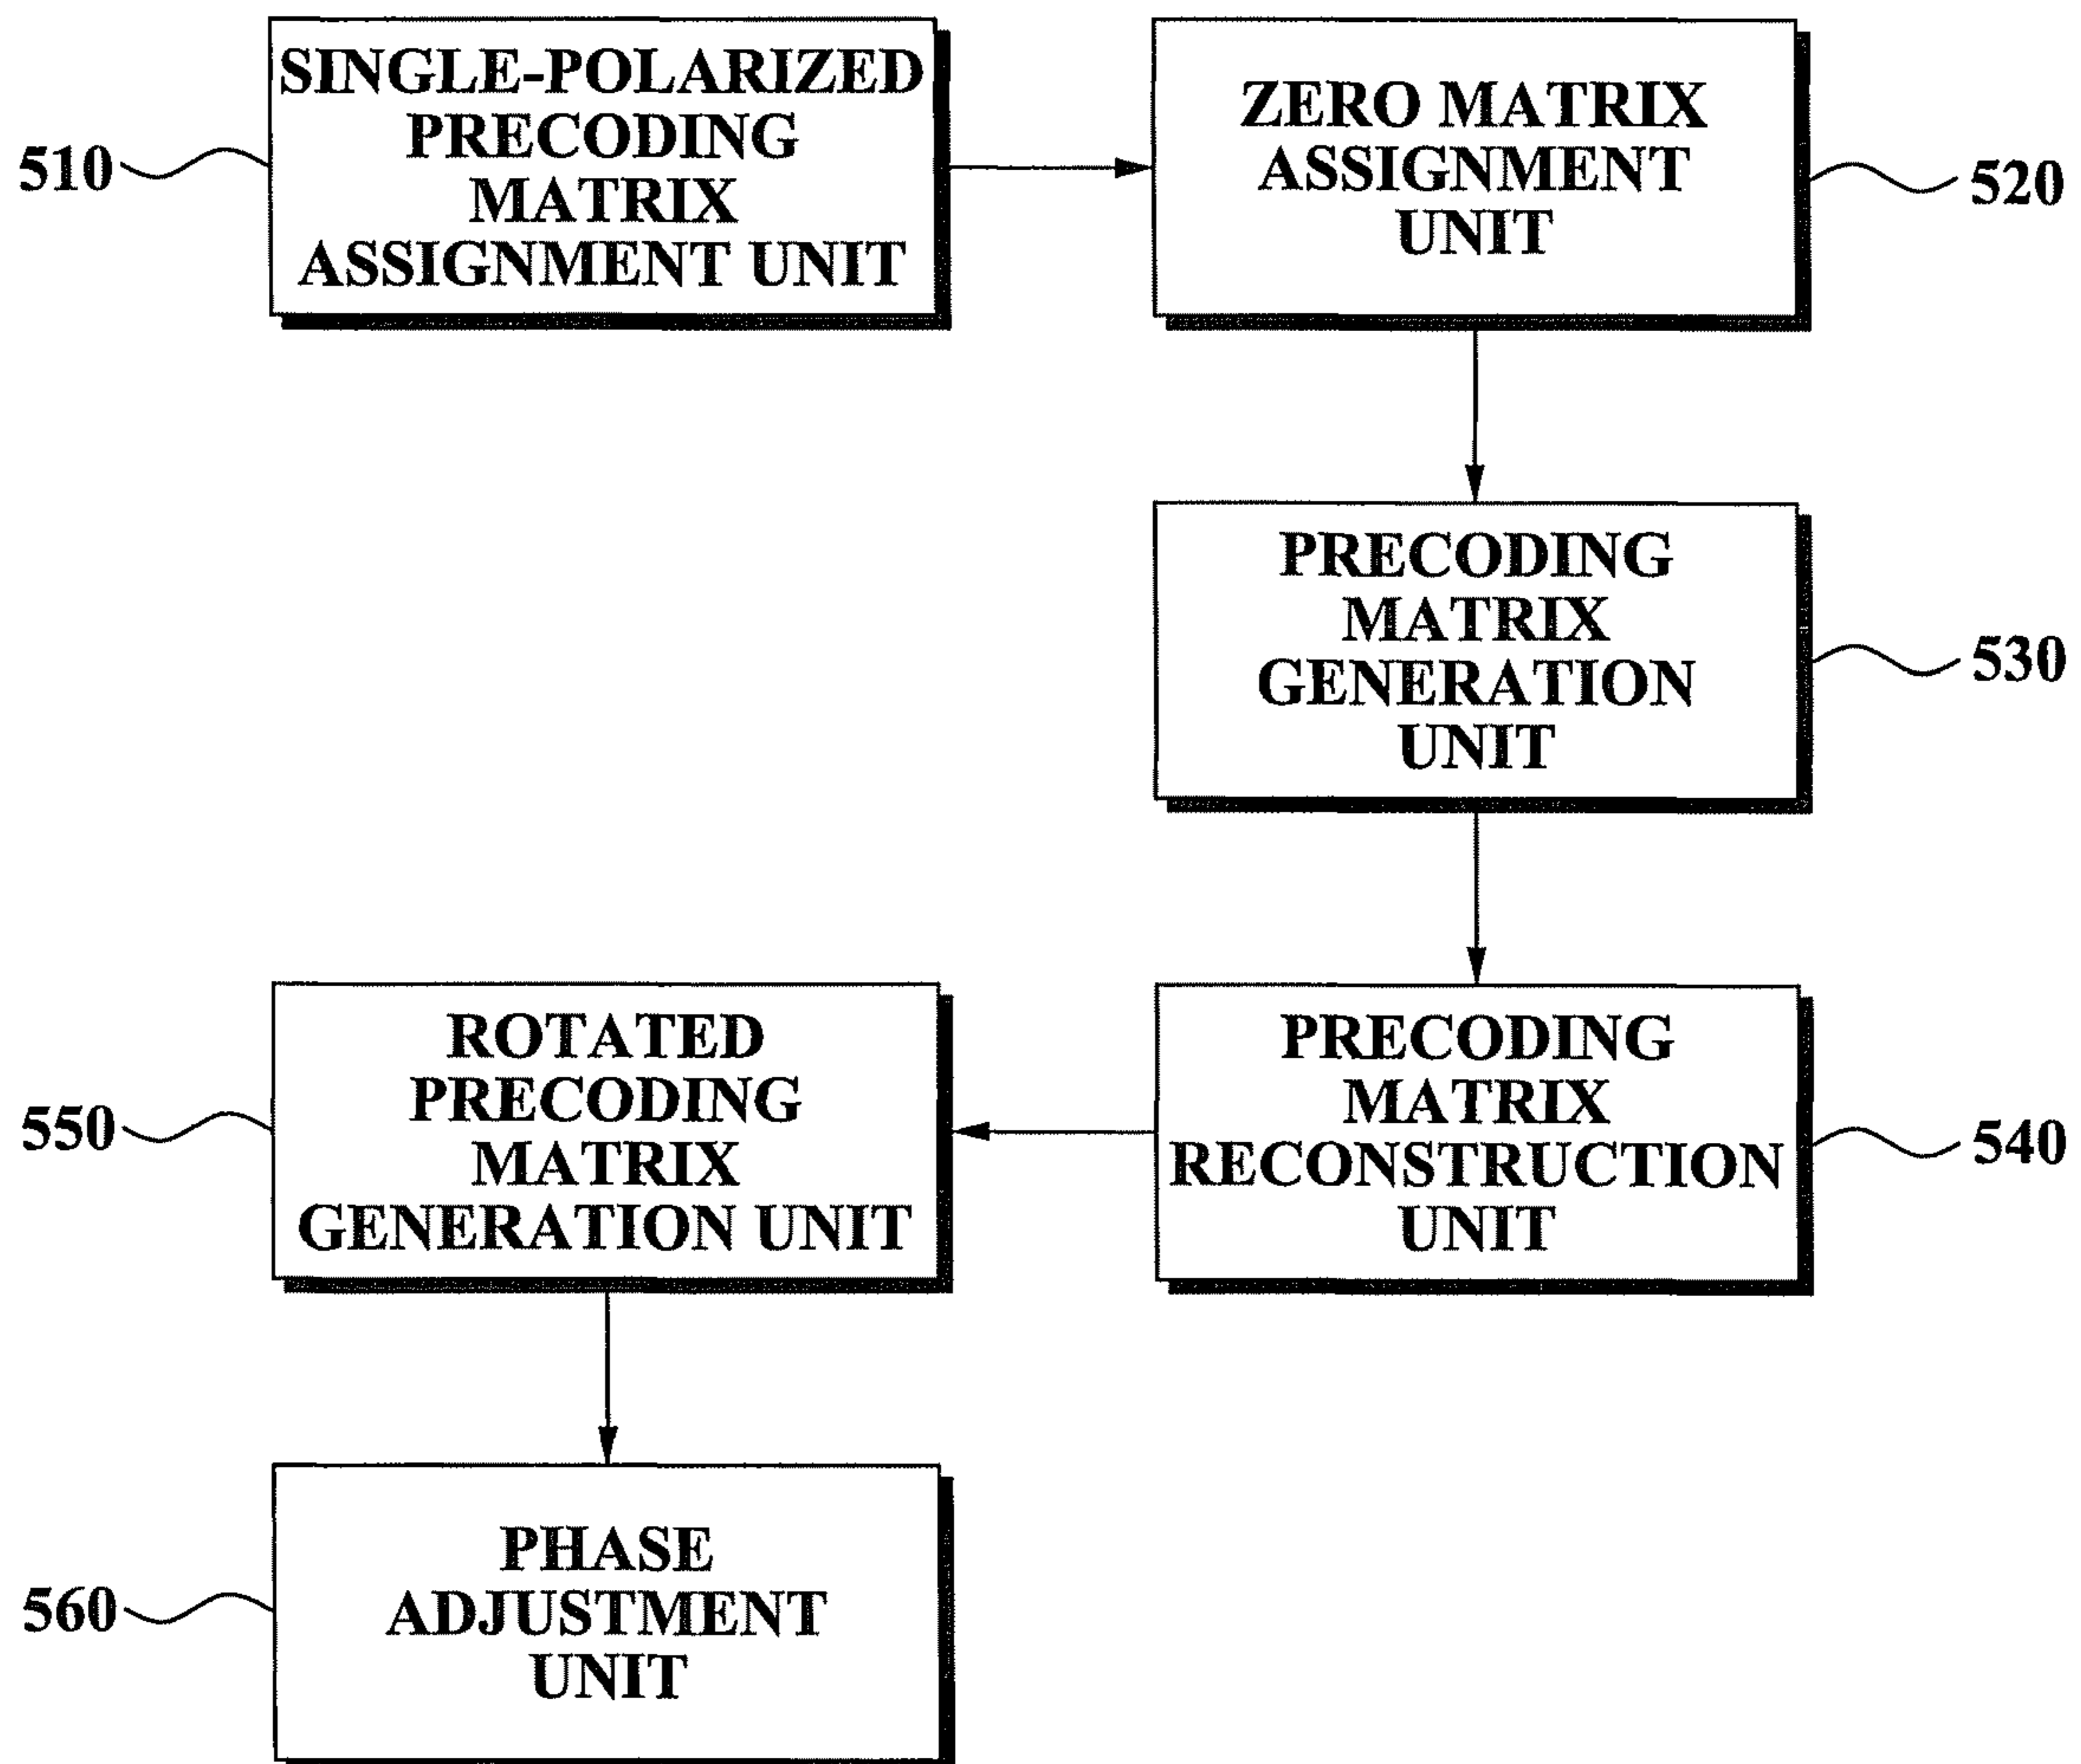 SINGLE-POLARIZED
PRECODING
MATRIX
ASSIGNMENT UNIT
510
ZERO MATRIX
ASSIGNMENT
UNIT
520
PRECODING
MATRIX
GENERATION
UNIT
530
PRECODING
MATRIX
RECONSTRUCTION
UNIT
540
ROTATED
PRECODING
MATRIX
GENERATION UNIT
550
PHASE
ADJUSTMENT
UNIT
560